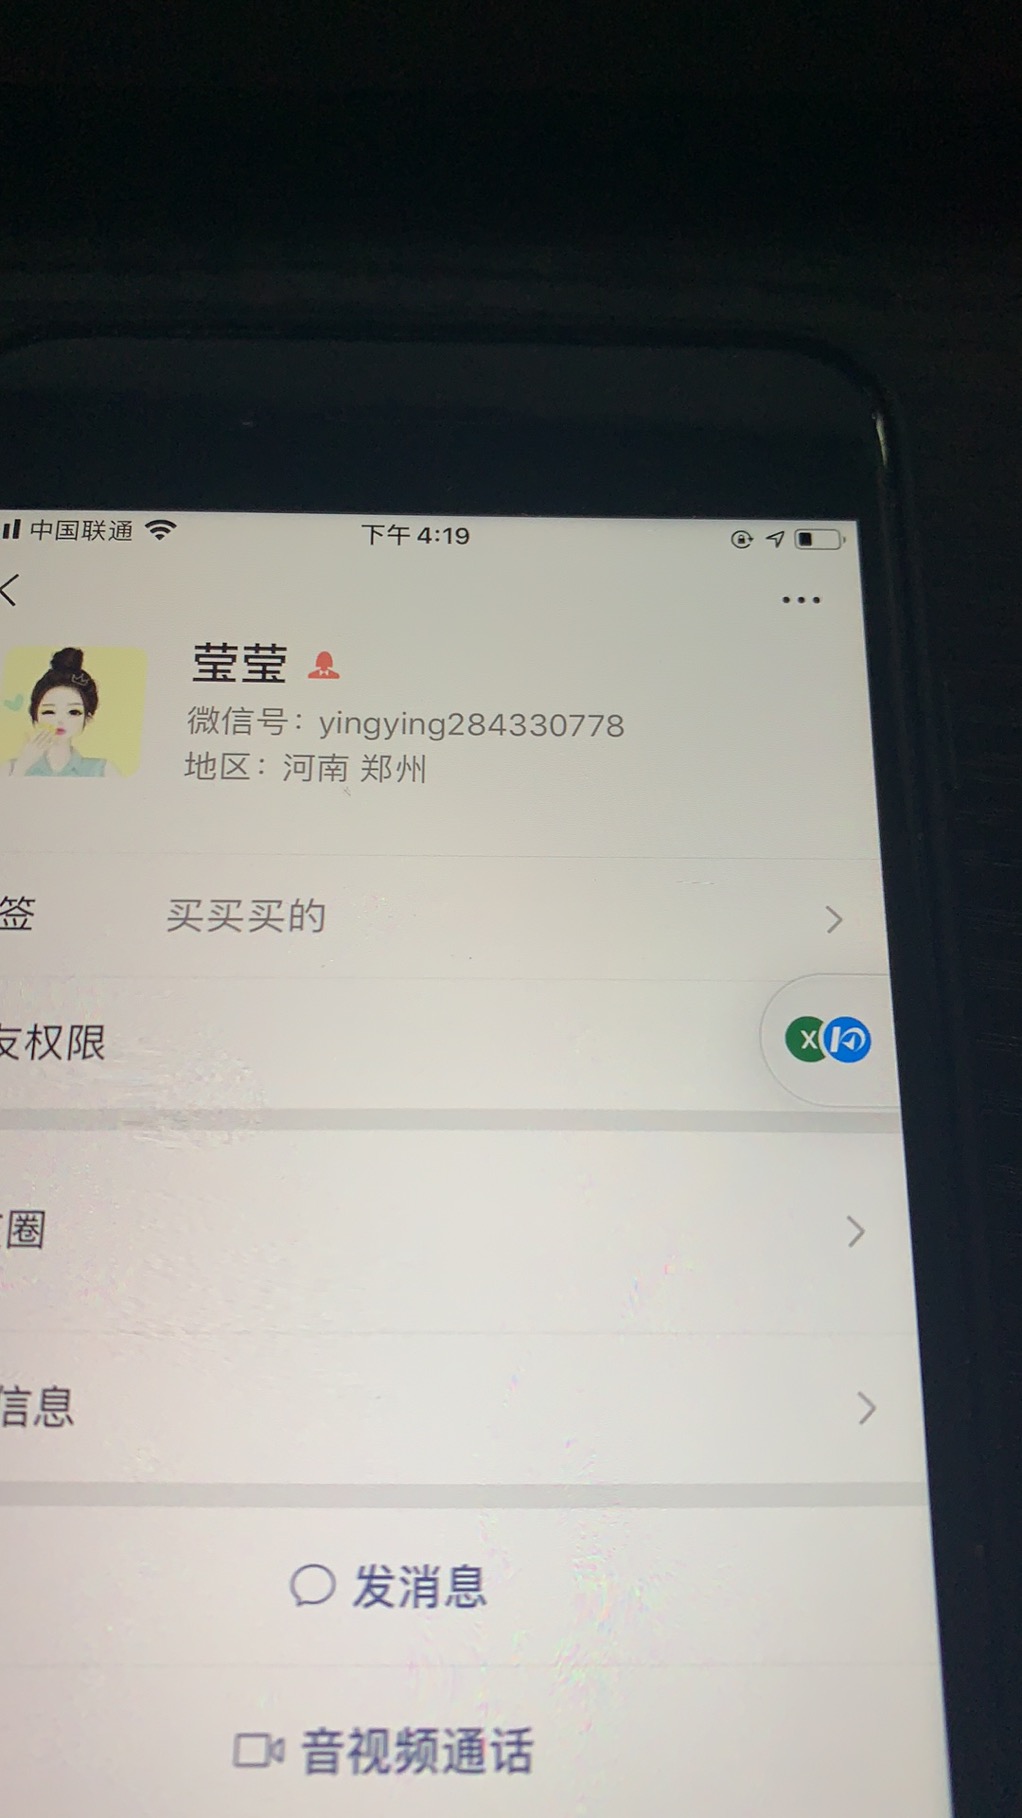 中国联通
下午 4:19
莹莹
微信号：yingying284330778
地区：河南 郑州
签
买买买的
友权限
X
圈
信息
发消息
音视频通话